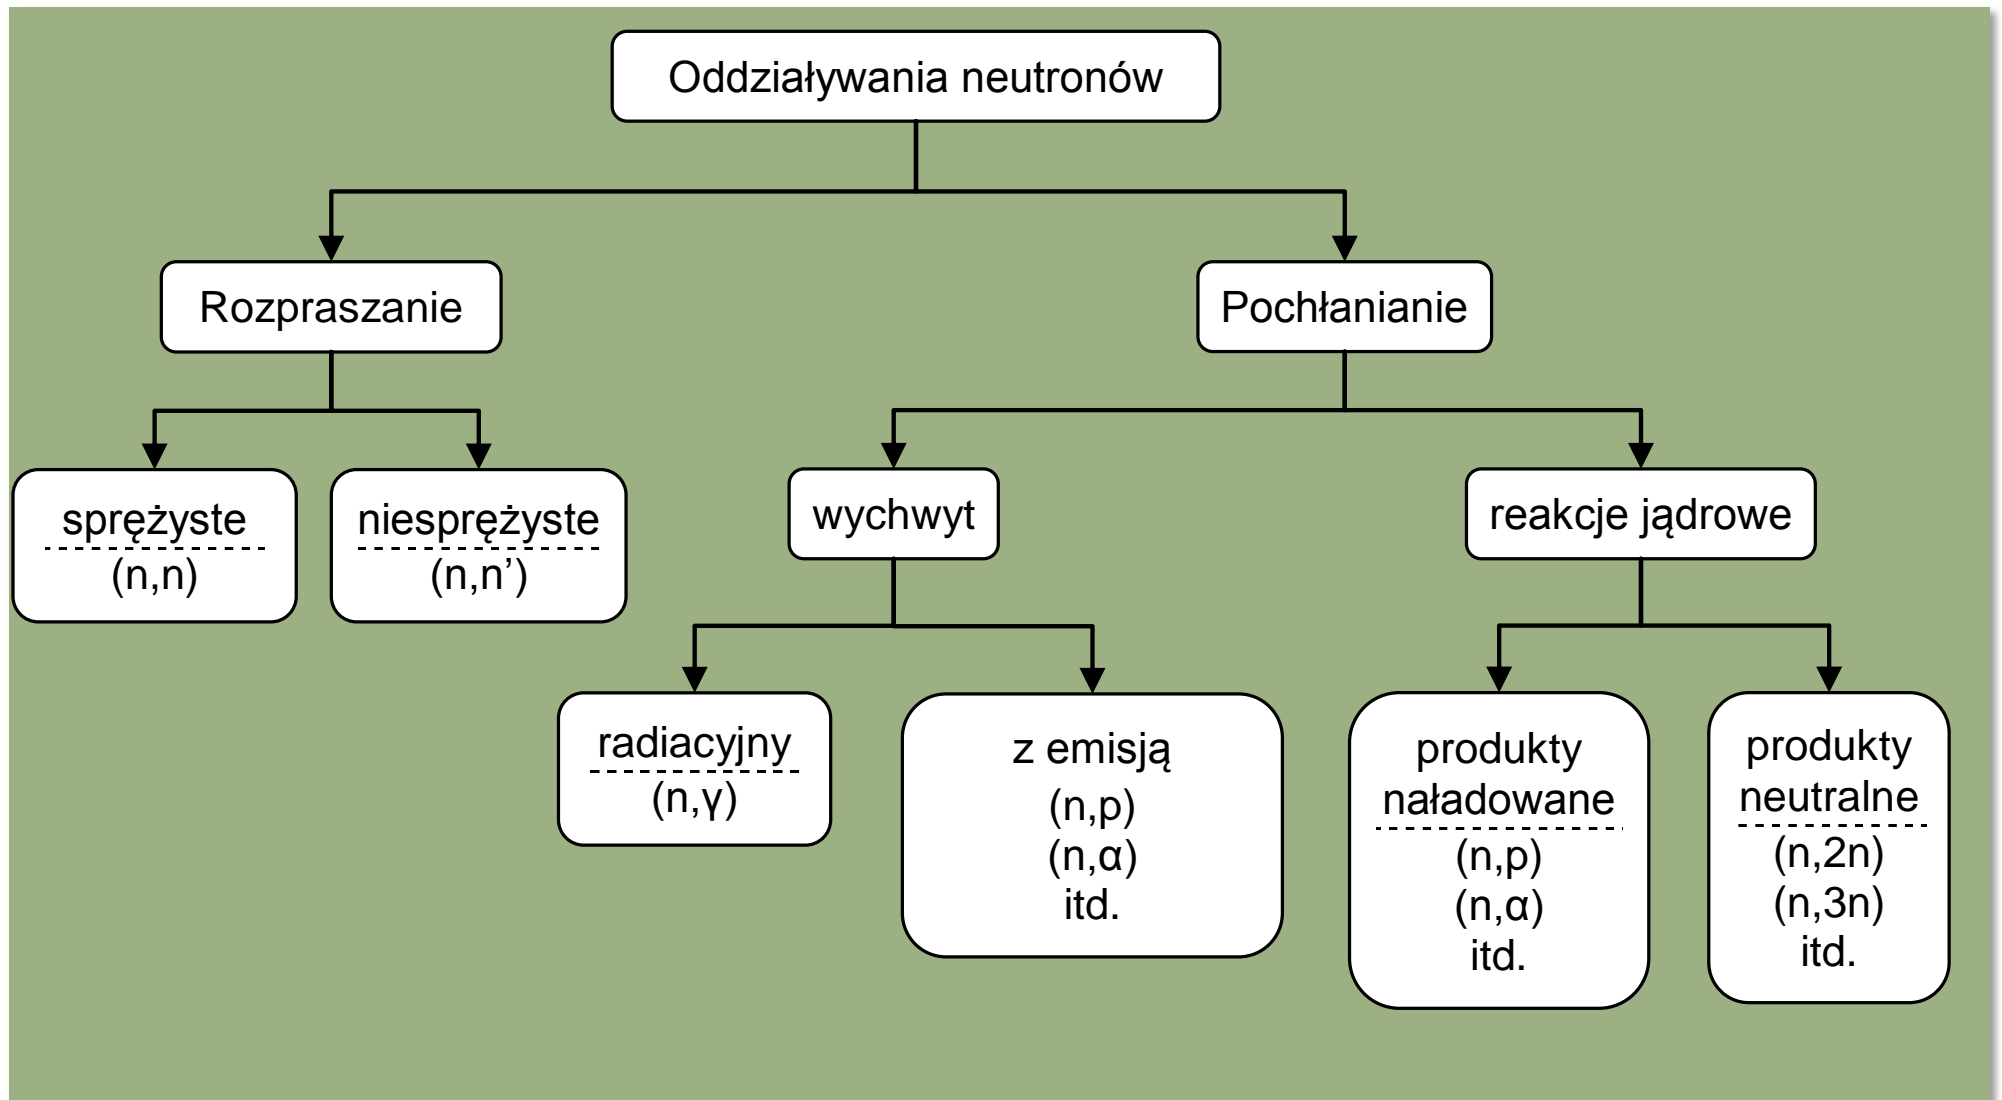 Oddziaływania neutronów
Rozpraszanie
Pochłanianie
sprężyste
(n,n)
niesprężyste
(n,n’)
wychwyt
reakcje jądrowe
radiacyjny
(n,γ)
z emisją
(n,p)
(n,α)
itd.
produkty
naładowane
(n,p)
(n,α)
itd.
produkty
neutralne
(n,2n)
(n,3n)
itd.